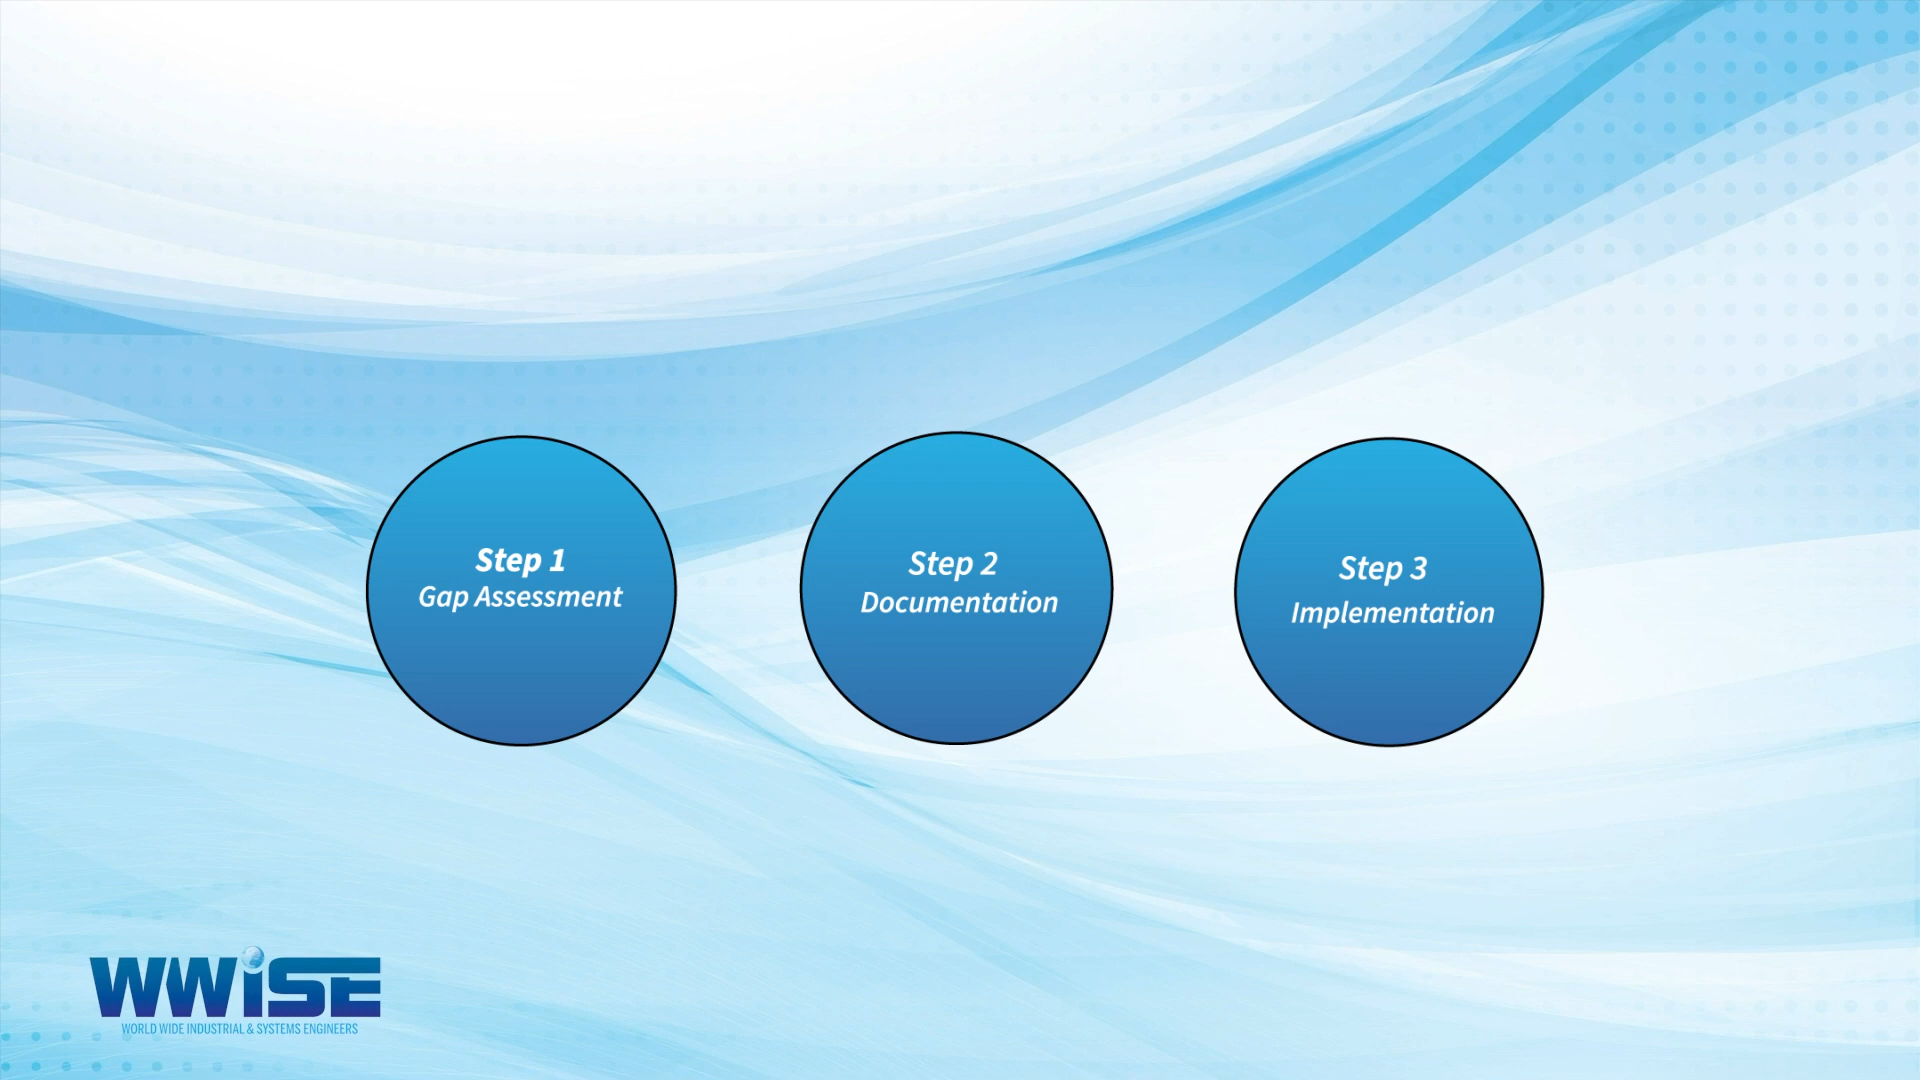 Step 1
Gap Assessment
Step 2
Documentation
Step 3
Implementation
WWiSE
WORLD WIDE INDUSTRIAL & SYSTEMS ENGINEERS